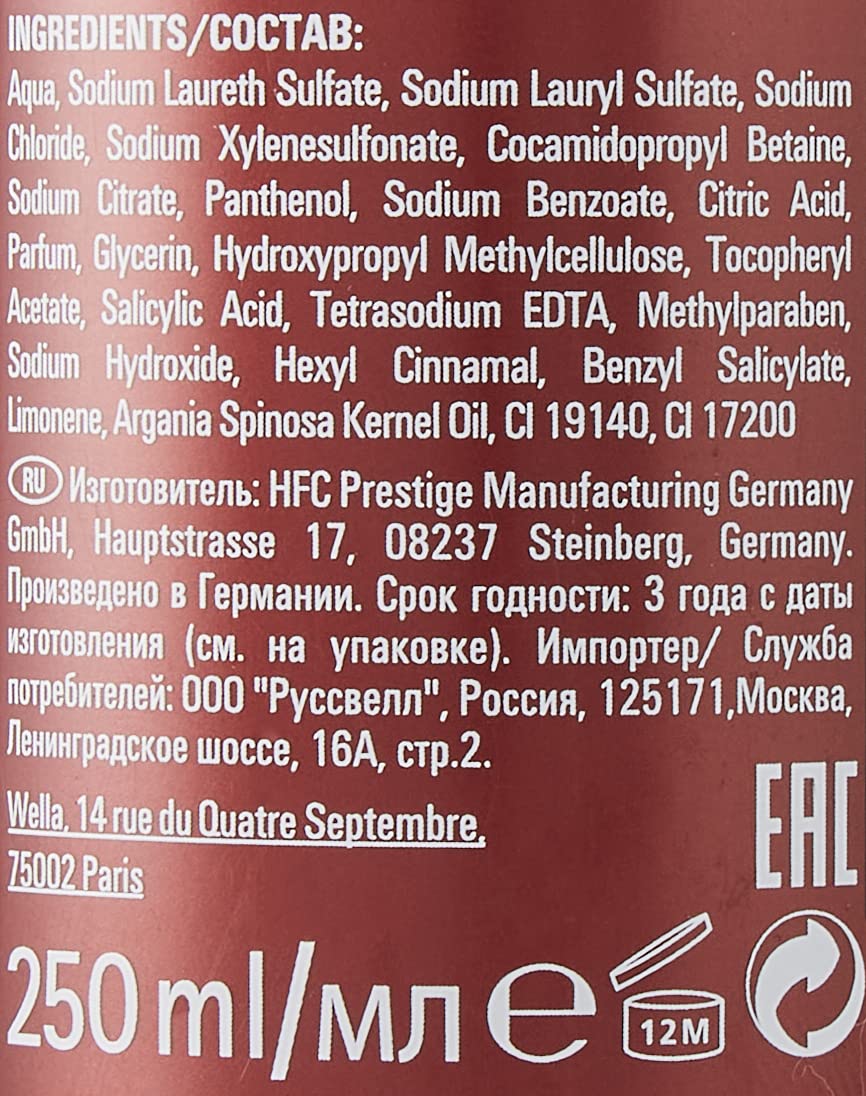 INGREDIENTS/СОСТАВ:
Aqua, Sodium Laureth Sulfate, Sodium Lauryl Sulfate, Sodium
Chloride, Sodium Xylenesulfonate, Cocamidopropyl Betaine,
Sodium Citrate, Panthenol, Sodium Benzoate, Citric Acid,
Parfum, Glycerin, Hydroxypropyl Methylcellulose, Tocopheryl
Acetate, Salicylic Acid, Tetrasodium EDTA, Methylparaben,
Sodium Hydroxide, Hexyl Cinnamal, Benzyl Salicylate,
Limonene, Argania Spinosa Kernel Oil, CI 19140, CI 17200
RU Изготовитель: HFC Prestige Manufacturing Germany
GmbH, Hauptstrasse 17, 08237 Steinberg, Germany.
Произведено в Германии. Срок годности: 3 года с даты
изготовления (см. на упаковке). Импортер/ Служба
потребителей: ООО "Руссвелл", Россия, 125171,Москва,
Ленинградское шоссе, 16А, стр.2.
Wella, 14 rue du Quatre Septembre,
75002 Paris
EAC
250 ml/мл e
12M